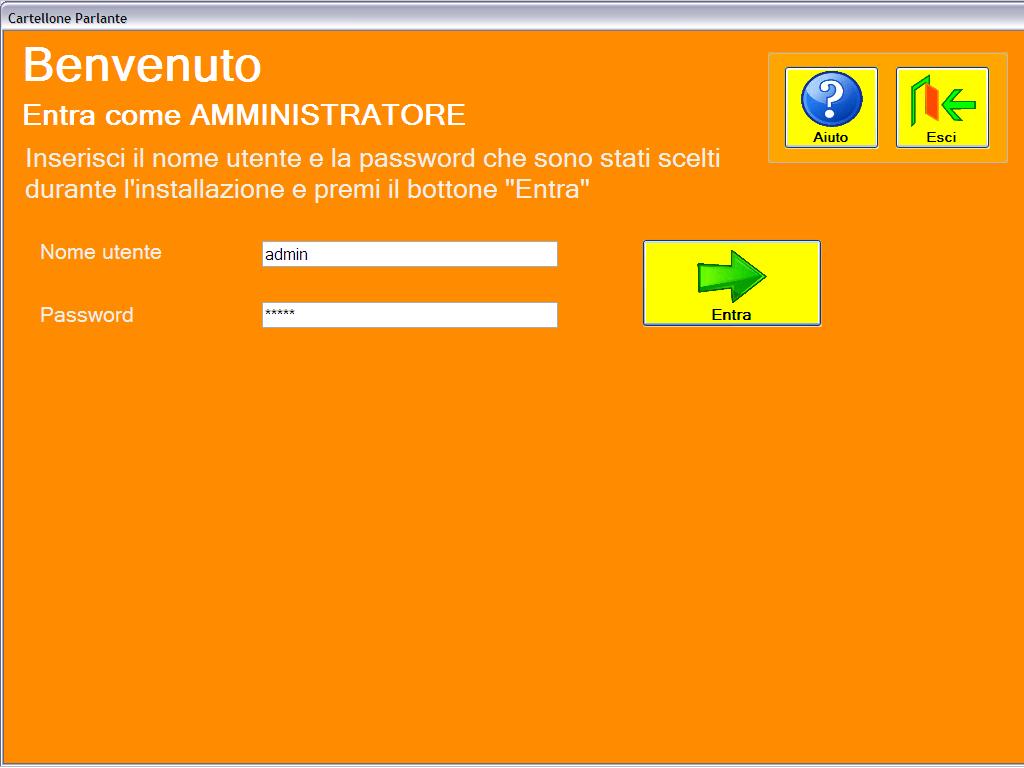 Cartellone Parlante
Benvenuto
Entra come AMMINISTRATORE
Inserisci il nome utente e la password che sono stati scelti
durante l'installazione e premi il bottone "Entra"
?
Aiuto
Esci
Nome utente
admin
Password
*****
Entra